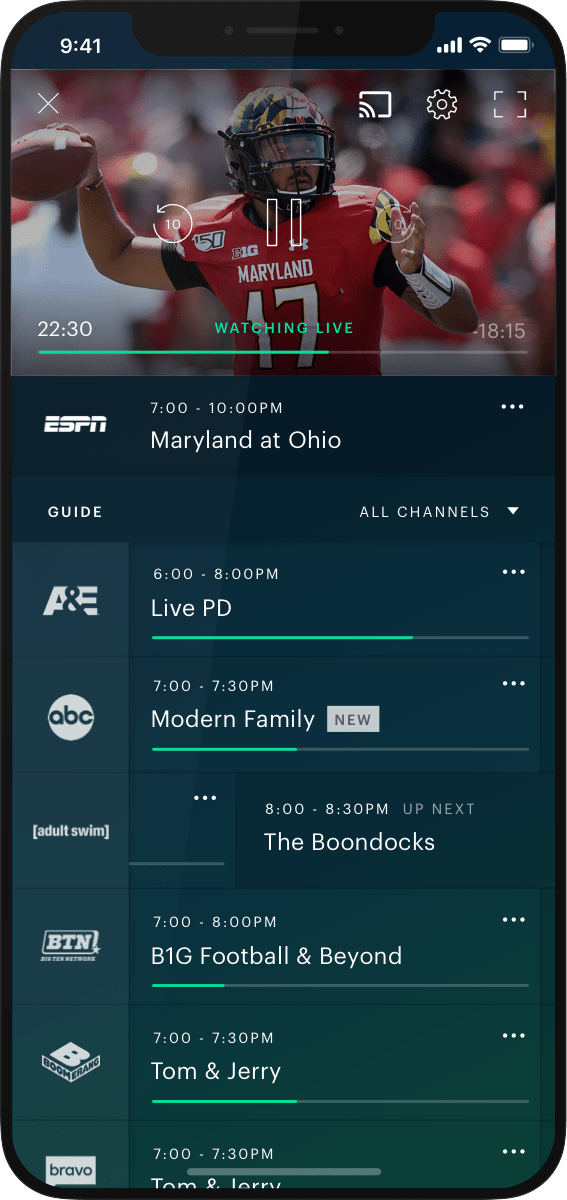 9:41
10
10
150
B1G
MARYLAND
17
22:30
WATCHING LIVE
-18:15
ESPN
7:00 - 10:00PM
Maryland at Ohio
GUIDE
ALL CHANNELS
A&E
6:00 - 8:00PM
Live PD
abc
7:00 - 7:30PM
Modern Family
NEW
[adult swim]
8:00 - 8:30PM UP NEXT
The Boondocks
BTN
BIG TEN NETWORK
7:00 - 8:00PM
B1G Football & Beyond
BOOMERANG
7:00 - 7:30PM
Tom & Jerry
bravo
7:00 - 7:30PM
Tom & Jerry